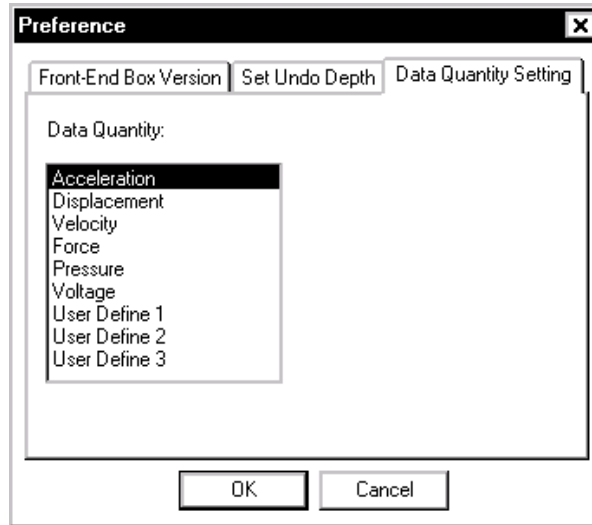 Preference
Front-End Box Version Set Undo Depth Data Quantity Setting
Data Quantity:
Acceleration
Displacement
Velocity
Force
Pressure
Voltage
User Define 1
User Define 2
User Define 3
OK Cancel